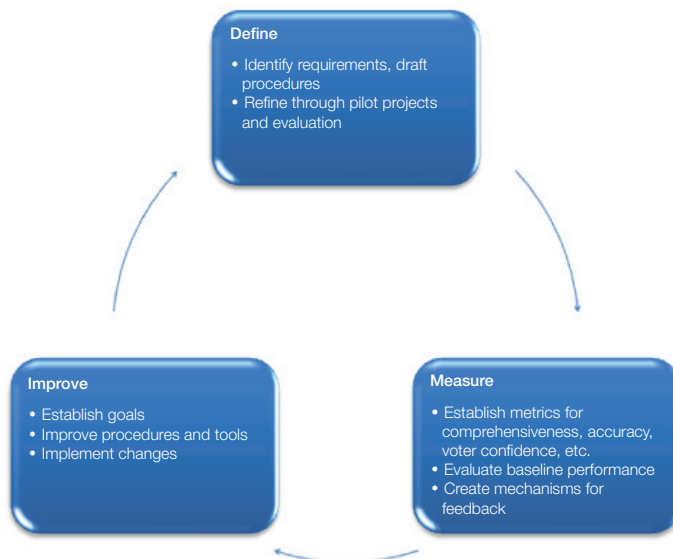 Define
• Identify requirements, draft
procedures
• Refine through pilot projects
and evaluation
Improve
• Establish goals
• Improve procedures and tools
• Implement changes
Measure
• Establish metrics for
comprehensiveness, accuracy,
voter confidence, etc.
• Evaluate baseline performance
• Create mechanisms for
feedback